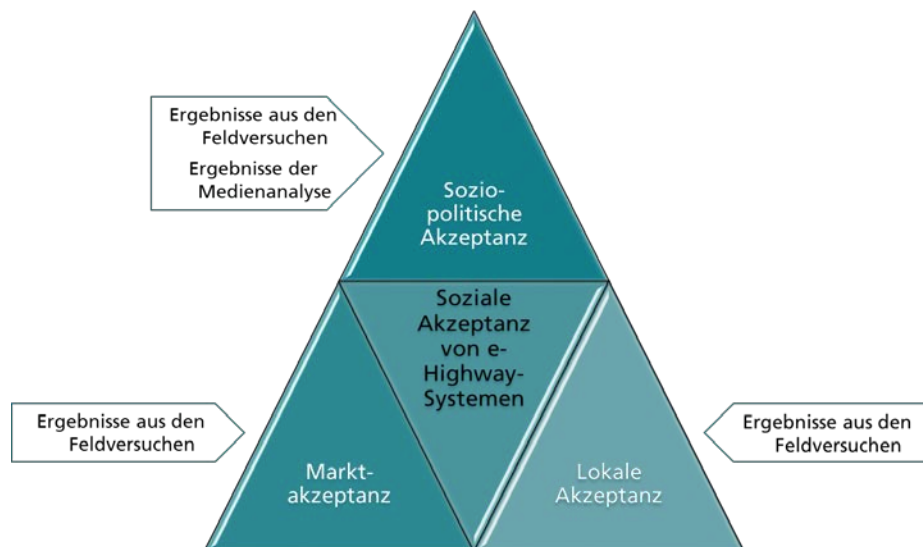 Ergebnisse aus den
Feldversuchen
Ergebnisse der
Medienanalyse
Sozio-
politische
Akzeptanz
Soziale
Akzeptanz
von e-
Highway-
Systemen
Ergebnisse aus den
Feldversuchen
Markt-
akzeptanz
Lokale
Akzeptanz
Ergebnisse aus den
Feldversuchen